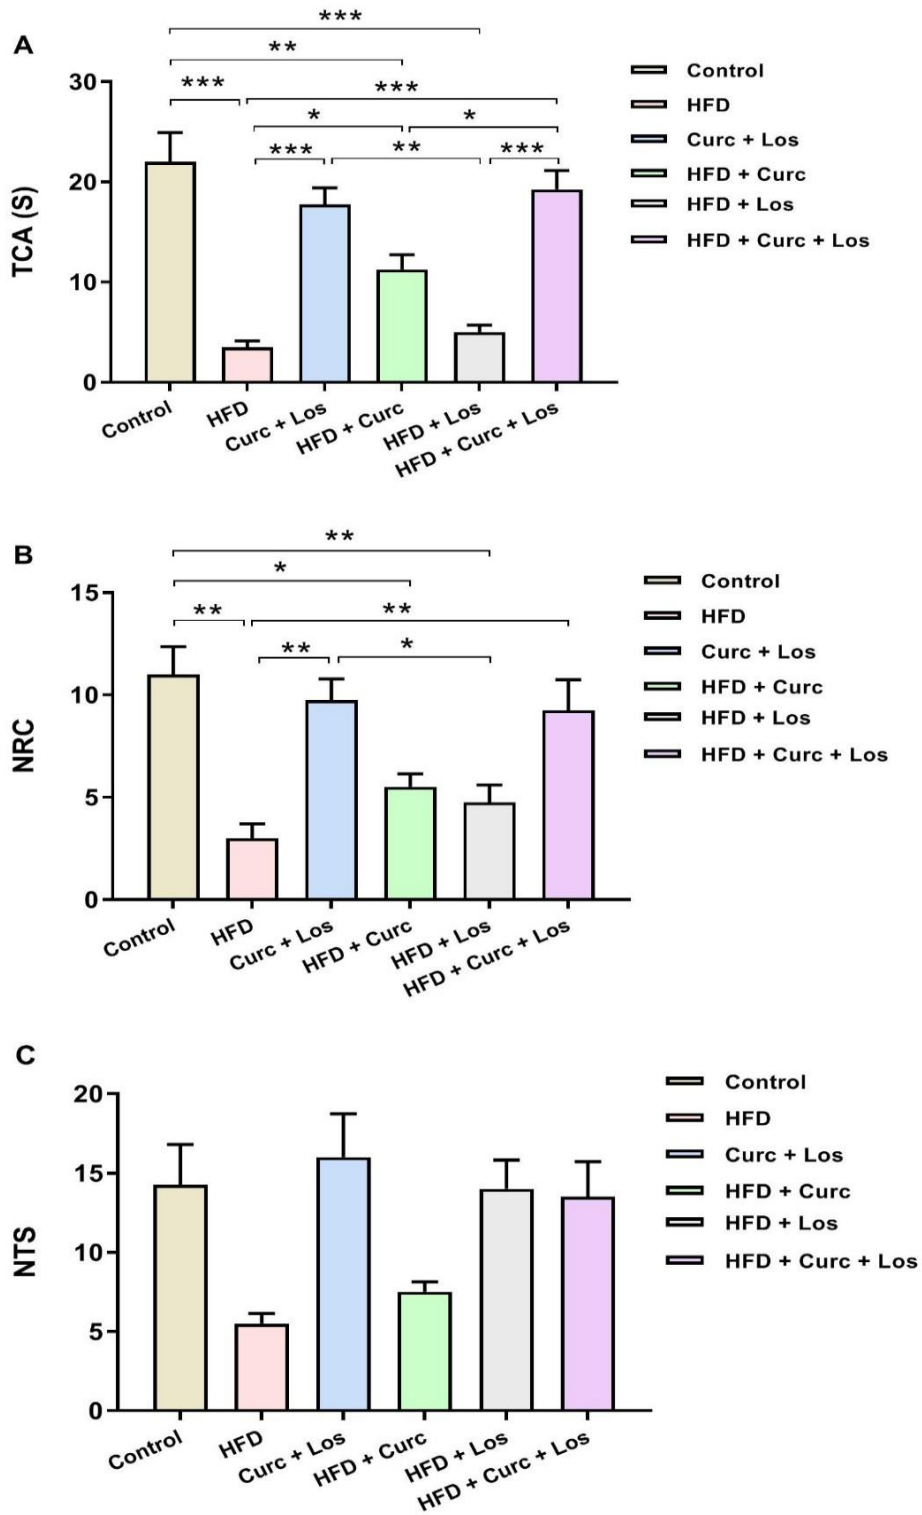 A
***
**
***
***
*
*
***
**
***
30
20
10
0
TCA (S)
Control
HFD
Curc + Los
HFD + Curc
HFD + Los
HFD + Curc + Los
Control
HFD
Curc + Los
HFD + Curc
HFD + Los
HFD + Curc + Los
B
**
*
**
**
**
*
15
10
5
0
NRC
Control
HFD
Curc + Los
HFD + Curc
HFD + Los
HFD + Curc + Los
Control
HFD
Curc + Los
HFD + Curc
HFD + Los
HFD + Curc + Los
C
20
15
10
5
0
NTS
Control
HFD
Curc + Los
HFD + Curc
HFD + Los
HFD + Curc + Los
Control
HFD
Curc + Los
HFD + Curc
HFD + Los
HFD + Curc + Los